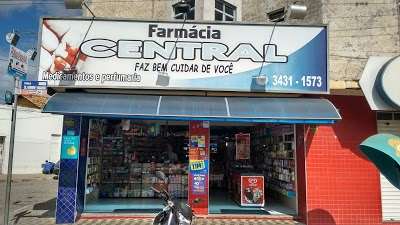 Farmácia
CENTRAL
FAZ BEM CUIDAR DE VOCÊ
Medicamentos e perfumaria
3431-1573